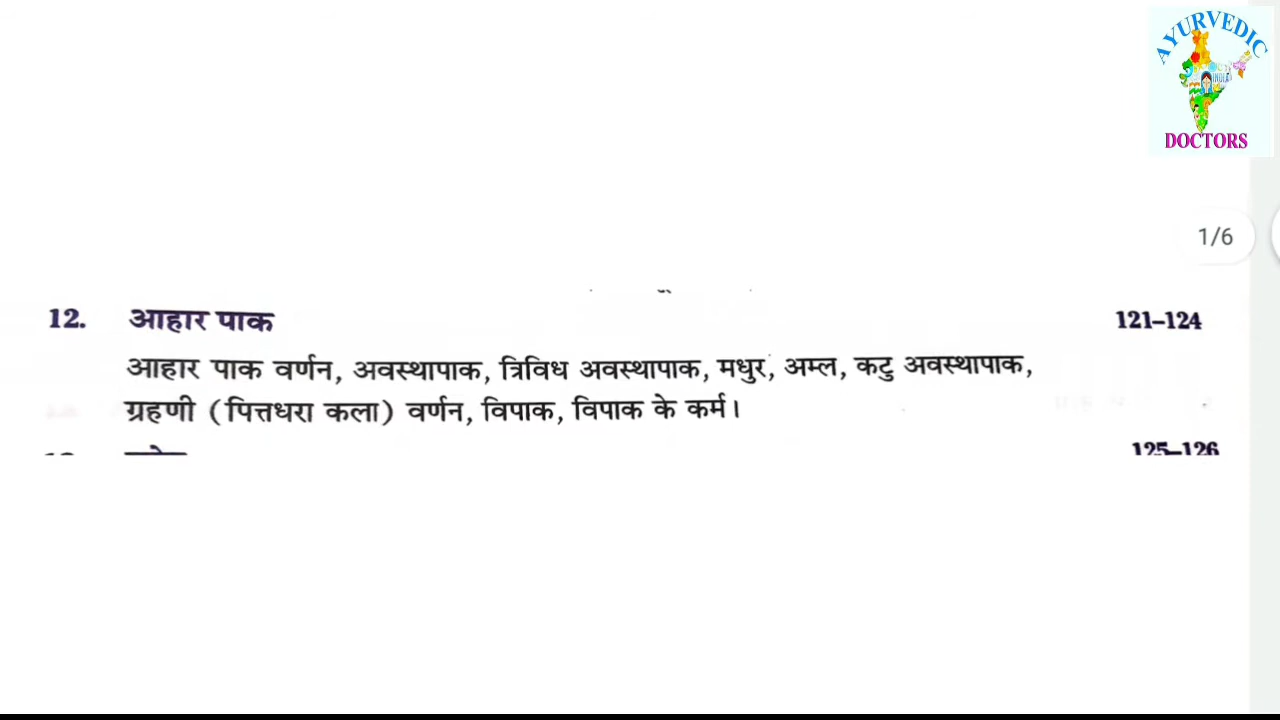 AYURVEDIC
DOCTORS
1/6
12. आहार पाक 121–124
आहार पाक वर्णन, अवस्थापाक, त्रिविध अवस्थापाक, मधुर, अम्ल, कटु अवस्थापाक,
ग्रहणी (पित्तधरा कला) वर्णन, विपाक, विपाक के कर्म।
125–126